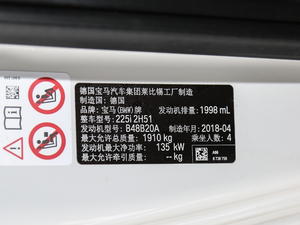 德国宝马汽车集团莱比锡工厂制造
制造国：德国
品牌：宝马（BMW）牌 发动机排量：1998 mL
整车型号：225i 2H51
发动机型号：B48B20A 制造年月：2018-04
最大允许总质量：1910 kg 乘坐人数：4
发动机最大净功率：135 kW
最大允许牵引质量：-- kg